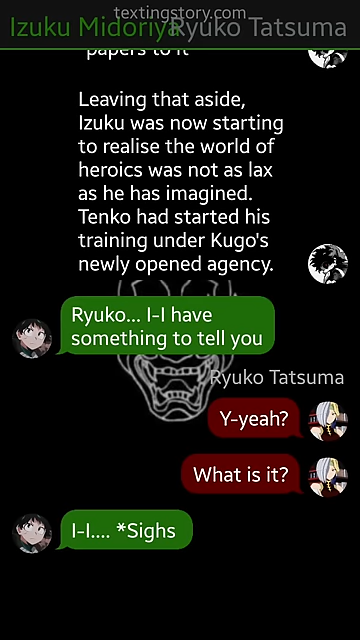 textingstory.com
Izuku Midoriya Ryuko Tatsuma
papers to it
Leaving that aside,
Izuku was now starting
to realise the world of
heroics was not as lax
as he has imagined.
Tenko had started his
training under Kugo's
newly opened agency.
Ryuko... I-I have
something to tell you
Ryuko Tatsuma
Y-yeah?
What is it?
I-I.... *Sighs